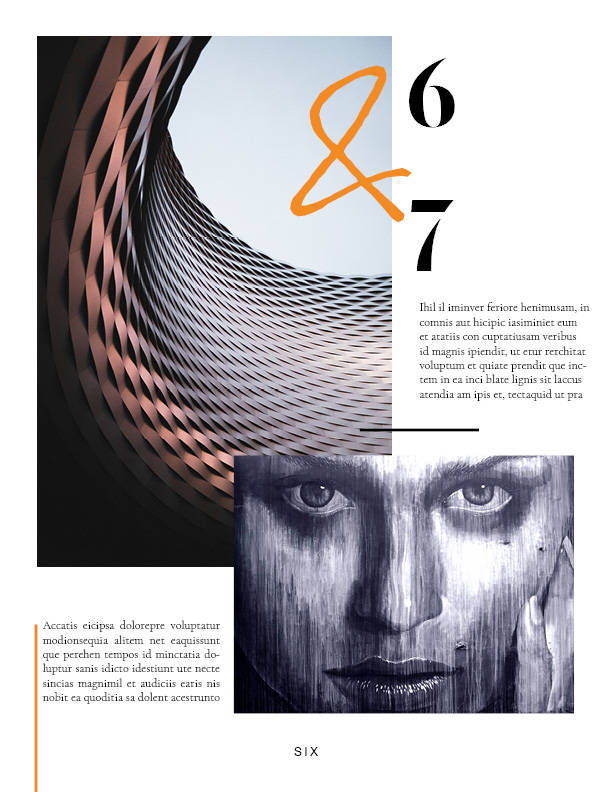 6
&
7
Ihil il iminver feriore henimusam, in
comnis aut hicipic iasiminiet eum
et atatiis con cuptatiusam veribus
id magnis ipiendit, ut etur rerchitat
voluptum et quiate prendit que inc-
tem in ea inci blate lignis sit laccus
atendia am ipis et, tectaquid ut pra
Accatis eicipsa dolorepre voluptatur
modionsequia alitem net eaquissunt
que perehen tempos id minctatia do-
luptur sanis idicto idestiunt ute necte
sincias magnimil et audiciis earis nis
nobit ea quoditia sa dolent acestrunto
SIX